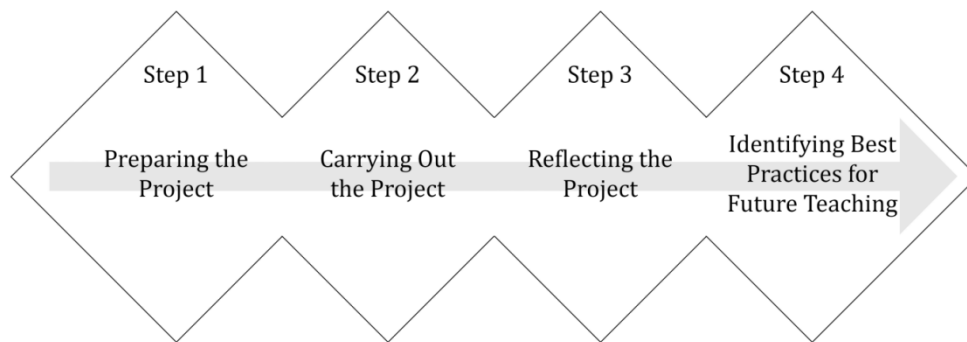 Step 1
Preparing the
Project
Step 2
Carrying Out
the Project
Step 3
Reflecting the
Project
Step 4
Identifying Best
Practices for
Future Teaching